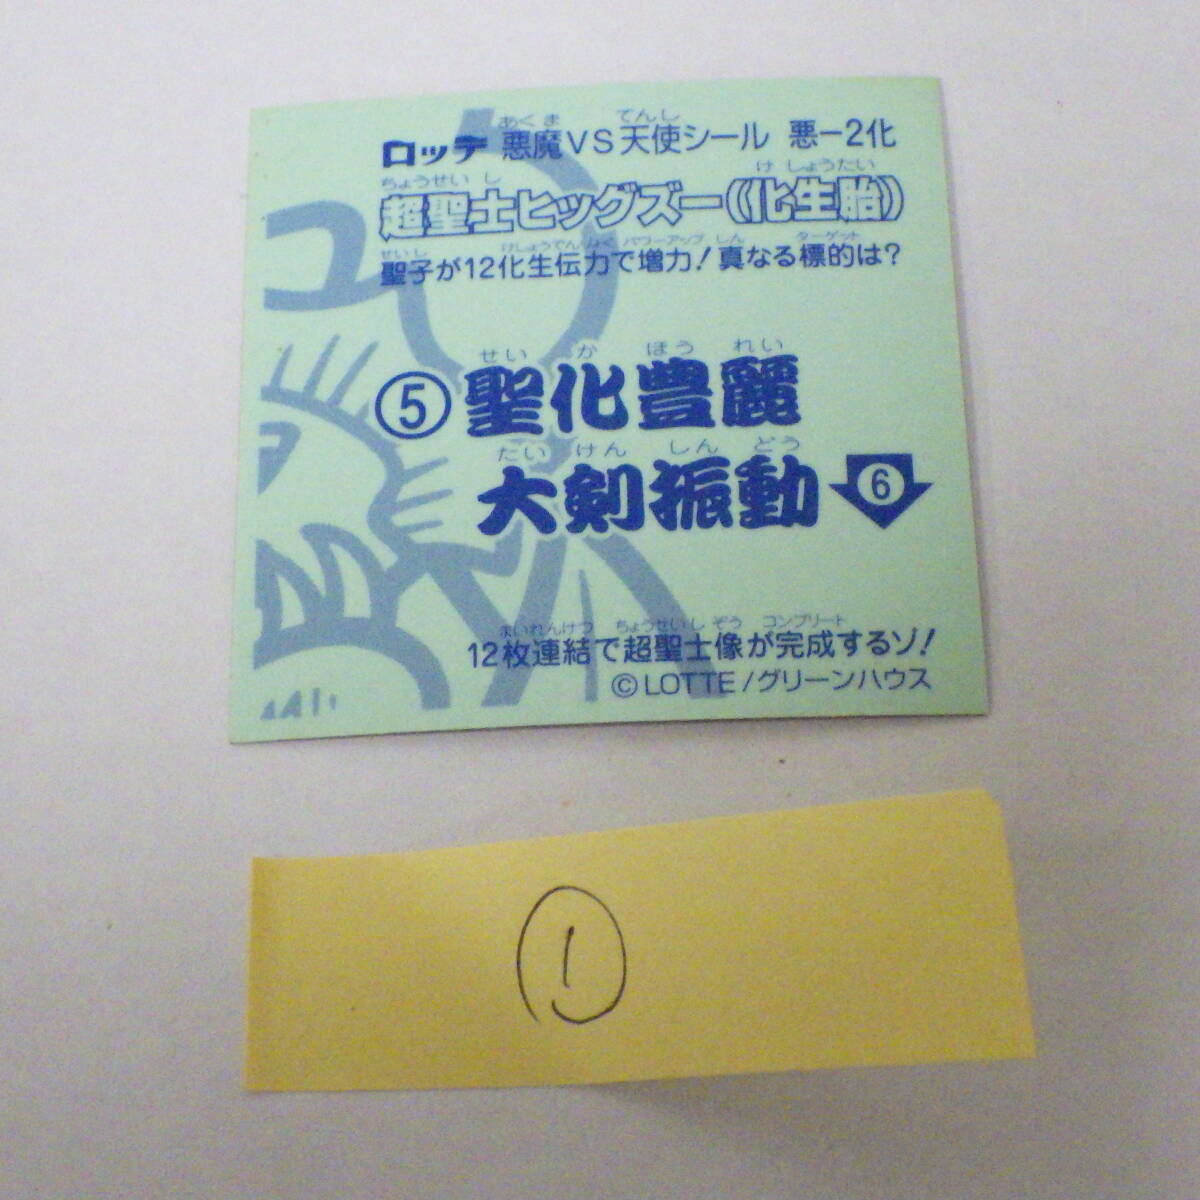 あくま てんし
ロッテ 悪魔VS天使シール 悪－2化
ちょうせいし けしょうたい
超聖士ヒッグズー《化生胎》
せいし けしょうでんりょく パワーアップ しん ターゲット
聖子が12化生伝力で増力！真なる標的は？
せい か ほう れい
⑤聖化豊麗
たい けん しん どう
大剣振動 ⑥
まいれんけつ ちょうせいしぞう コンプリート
12枚連結で超聖士像が完成するゾ！
©LOTTE/グリーンハウス
①